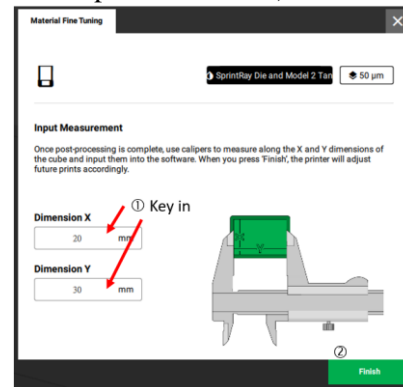 Material Fine Tuning
SprintRay Die and Model 2 Tan
50 µm
Input Measurement
Once post-processing is complete, use calipers to measure along the X and Y dimensions of
the cube and input them into the software. When you press 'Finish', the printer will adjust
future prints accordingly.
① Key in
Dimension X
20 mm
Dimension Y
30 mm
X
Y
②
Finish